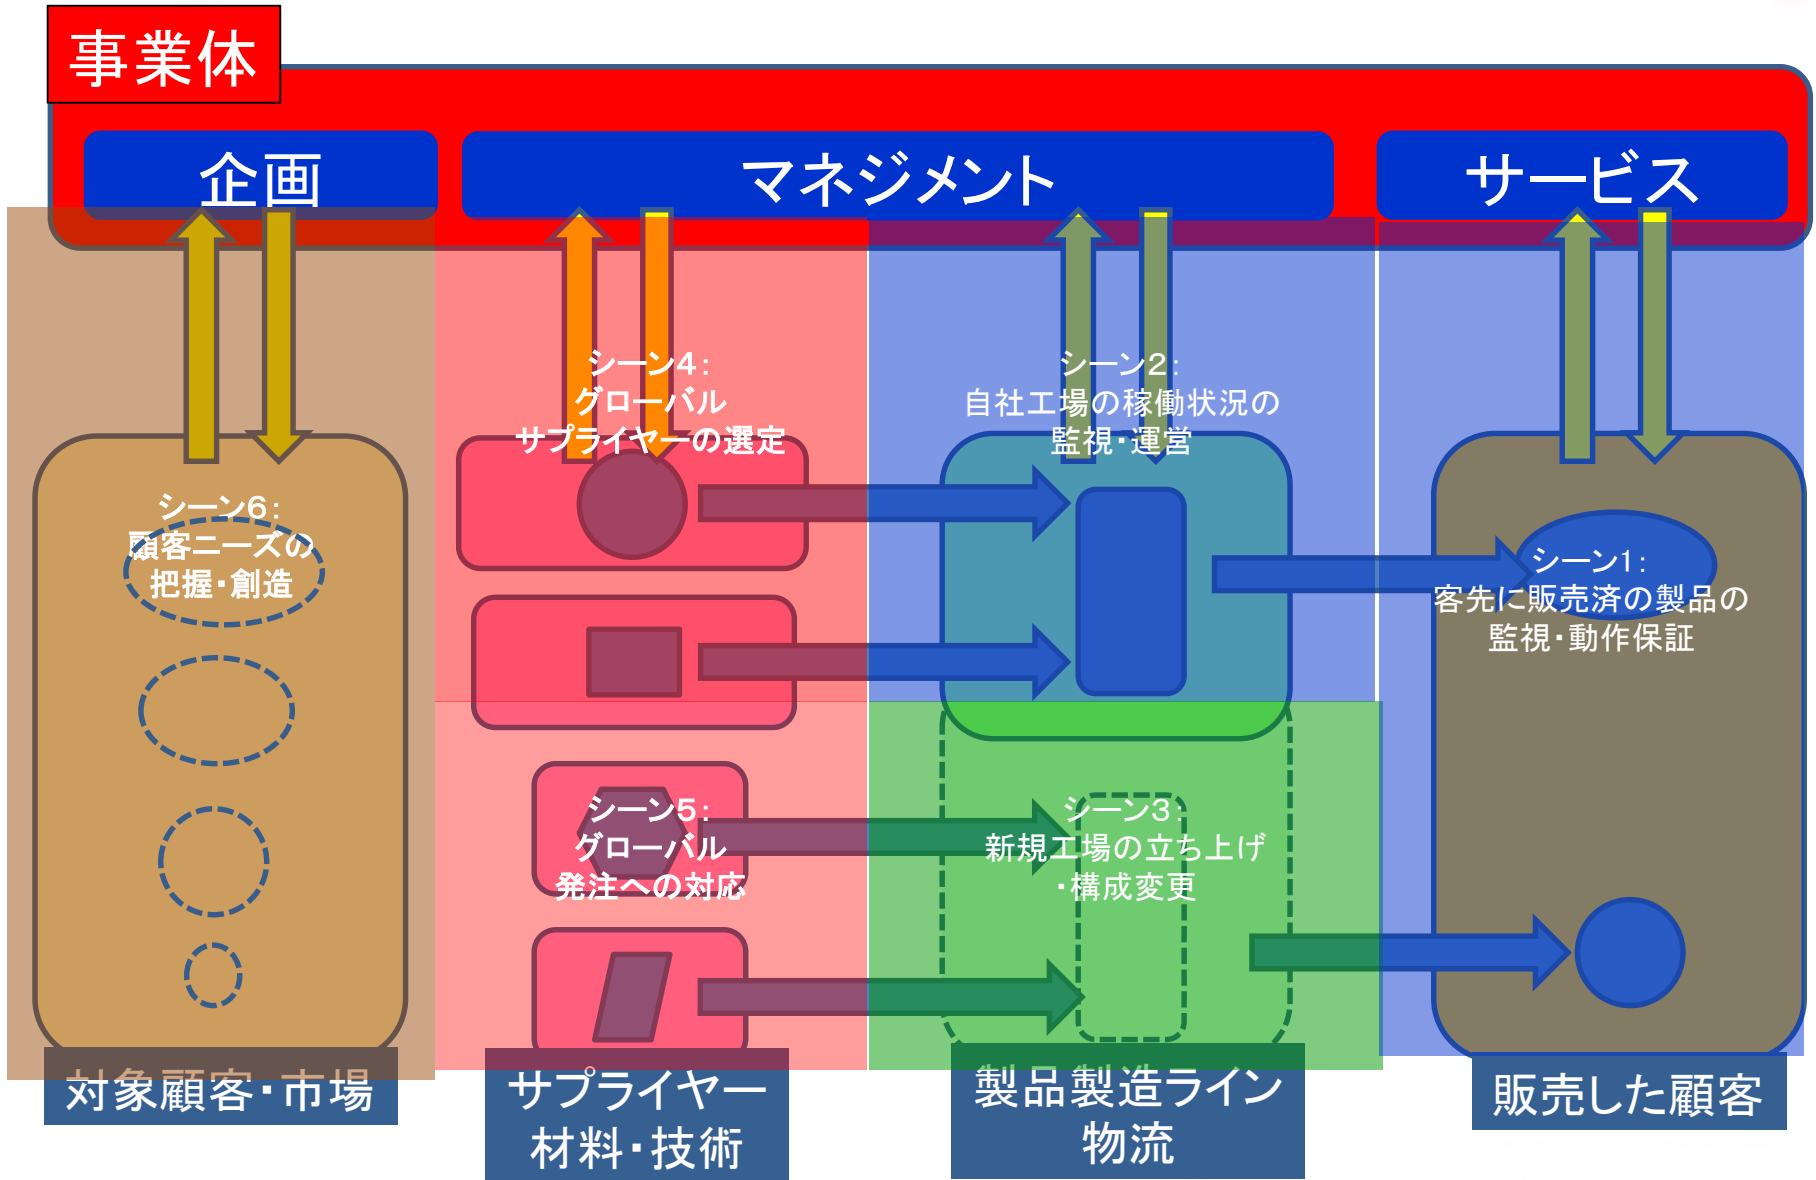 事業体
企画
マネジメント
サービス
シーン4:
グローバル
サプライヤーの選定
シーン2:
自社工場の稼働状況の
監視・運営
シーン6:
顧客ニーズの
把握・創造
シーン1:
客先に販売済の製品の
監視・動作保証
シーン5:
グローバル
発注への対応
シーン3:
新規工場の立ち上げ
・構成変更
対象顧客・市場
サプライヤー
材料・技術
製品製造ライン
物流
販売した顧客